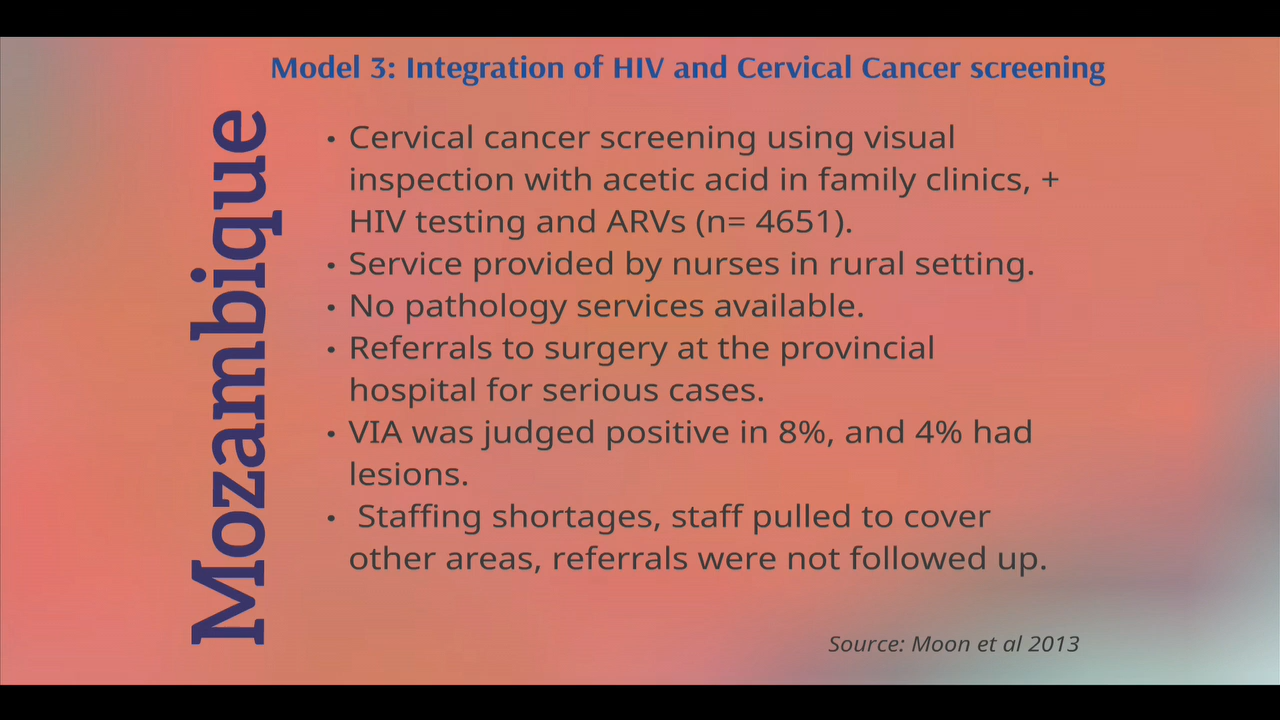 Model 3: Integration of HIV and Cervical Cancer screening
Mozambique
• Cervical cancer screening using visual
inspection with acetic acid in family clinics, +
HIV testing and ARVs (n= 4651).
• Service provided by nurses in rural setting.
• No pathology services available.
• Referrals to surgery at the provincial
hospital for serious cases.
• VIA was judged positive in 8%, and 4% had
lesions.
• Staffing shortages, staff pulled to cover
other areas, referrals were not followed up.
Source: Moon et al 2013